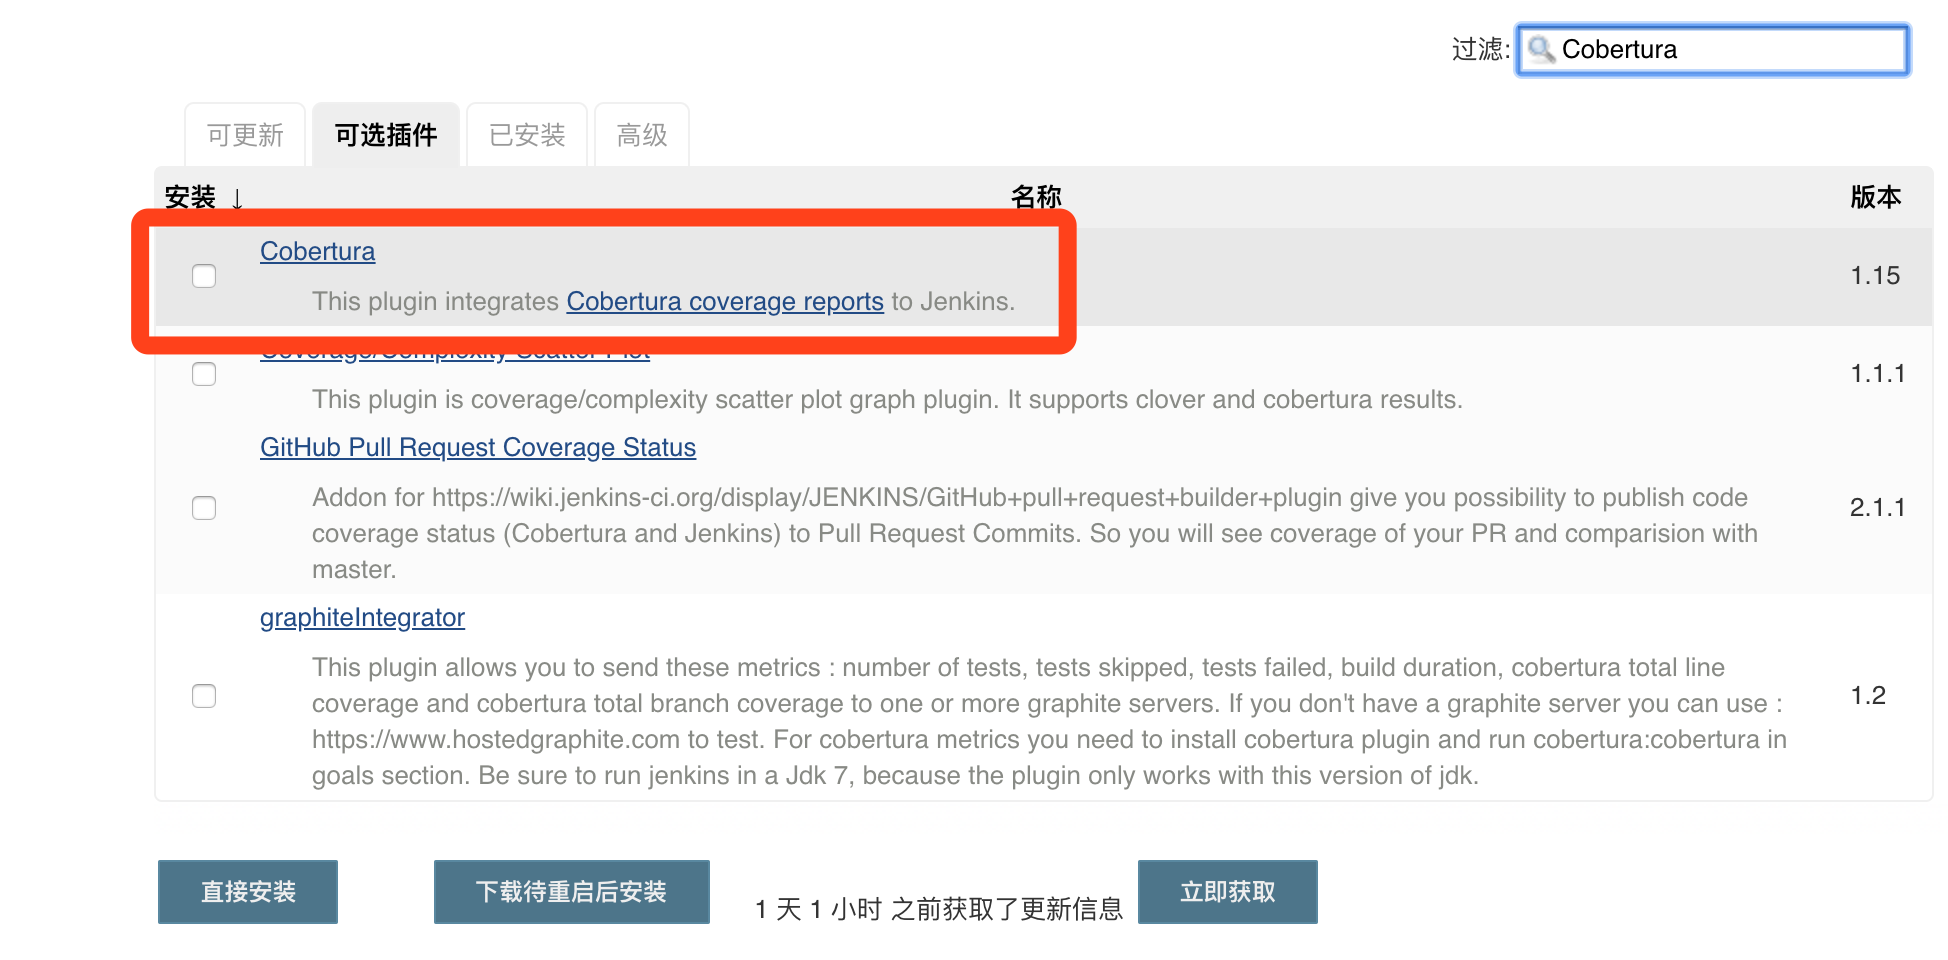 过滤: Cobertura
可更新 可选插件 已安装 高级
安装 ↓ 名称 版本
Cobertura
This plugin integrates Cobertura coverage reports to Jenkins.
1.15
Coverage/Complexity Scatter Plot
This plugin is coverage/complexity scatter plot graph plugin. It supports clover and cobertura results.
1.1.1
GitHub Pull Request Coverage Status
Addon for https://wiki.jenkins-ci.org/display/JENKINS/GitHub+pull+request+builder+plugin give you possibility to publish code
coverage status (Cobertura and Jenkins) to Pull Request Commits. So you will see coverage of your PR and comparision with
master.
2.1.1
graphiteIntegrator
This plugin allows you to send these metrics : number of tests, tests skipped, tests failed, build duration, cobertura total line
coverage and cobertura total branch coverage to one or more graphite servers. If you don't have a graphite server you can use :
https://www.hostedgraphite.com to test. For cobertura metrics you need to install cobertura plugin and run cobertura:cobertura in
goals section. Be sure to run jenkins in a Jdk 7, because the plugin only works with this version of jdk.
1.2
直接安装 下载待重启后安装 1 天 1 小时 之前获取了更新信息 立即获取